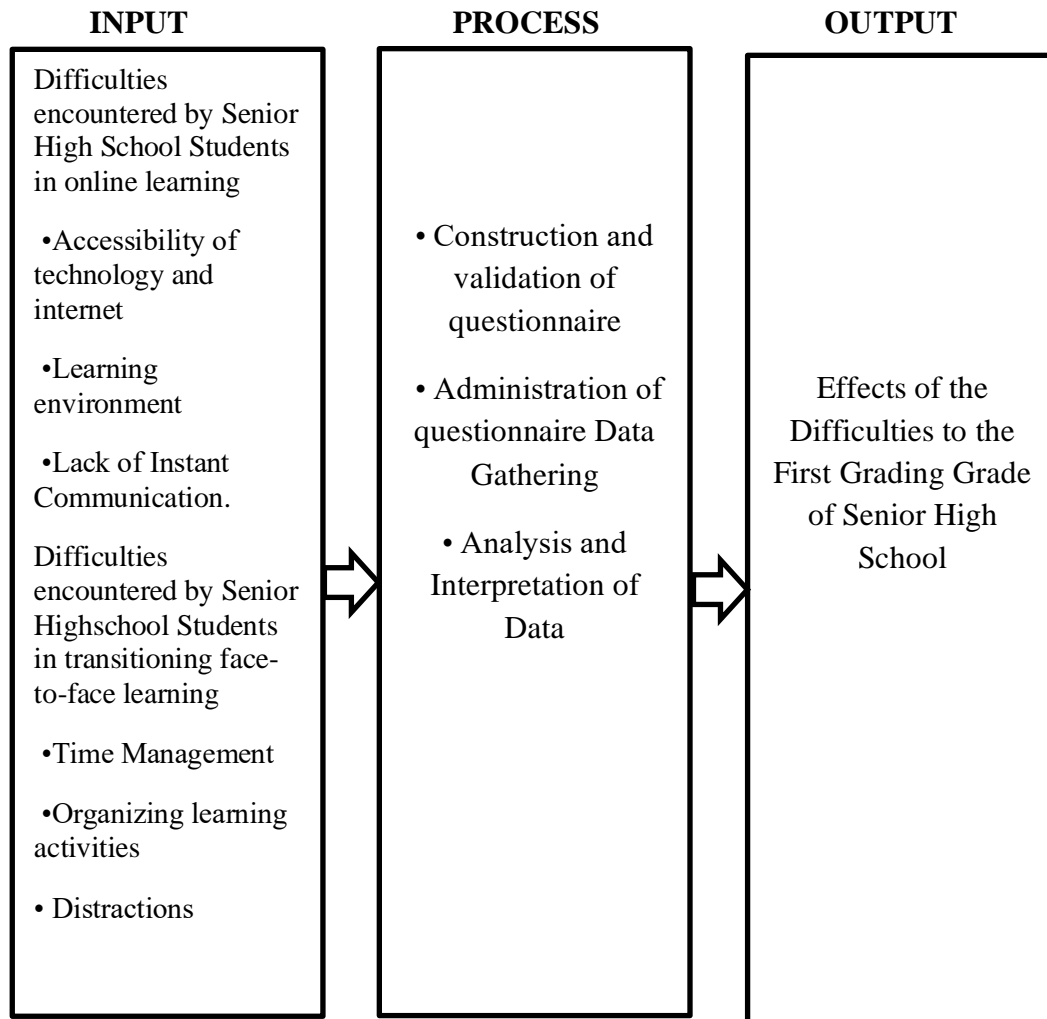 INPUT
PROCESS
OUTPUT
Difficulties
encountered by Senior
High School Students
in online learning
•Accessibility of
technology and
internet
•Learning
environment
•Lack of Instant
Communication.
Difficulties
encountered by Senior
Highschool Students
in transitioning face-
to-face learning
•Time Management
•Organizing learning
activities
• Distractions
• Construction and
validation of
questionnaire
• Administration of
questionnaire Data
Gathering
• Analysis and
Interpretation of
Data
Effects of the
Difficulties to the
First Grading Grade
of Senior High
School